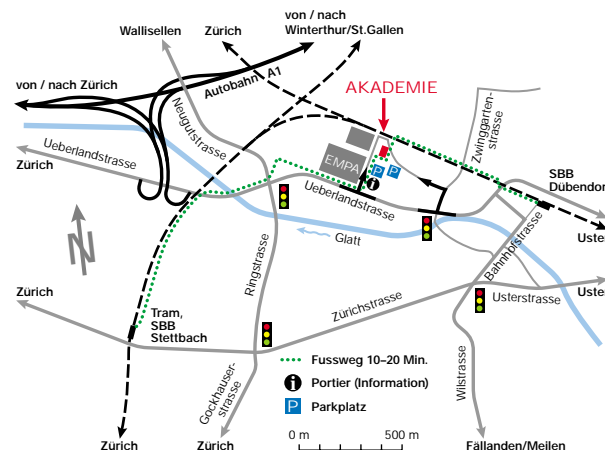 von / nach
Winterthur/St.Gallen
Wallisellen
Zürich
von / nach Zürich
Autobahn A1
AKADEMIE
Neugutstrasse
Zwinggarten-
strasse
EMPA
P P
i
SBB
Dübendorf
Zürich
Ueberlandstrasse
Ueberlandstrasse
Uster
N
Glatt
Bahnhofstrasse
Ringstrasse
Zürich
Zürichstrasse
Usterstrasse
Uster
Tram,
SBB
Stettbach
Gockhauser-
strasse
Wilstrasse
Fussweg 10–20 Min.
i Portier (Information)
P Parkplatz
0 m 500 m
Zürich
Zürich
Fällanden/Meilen